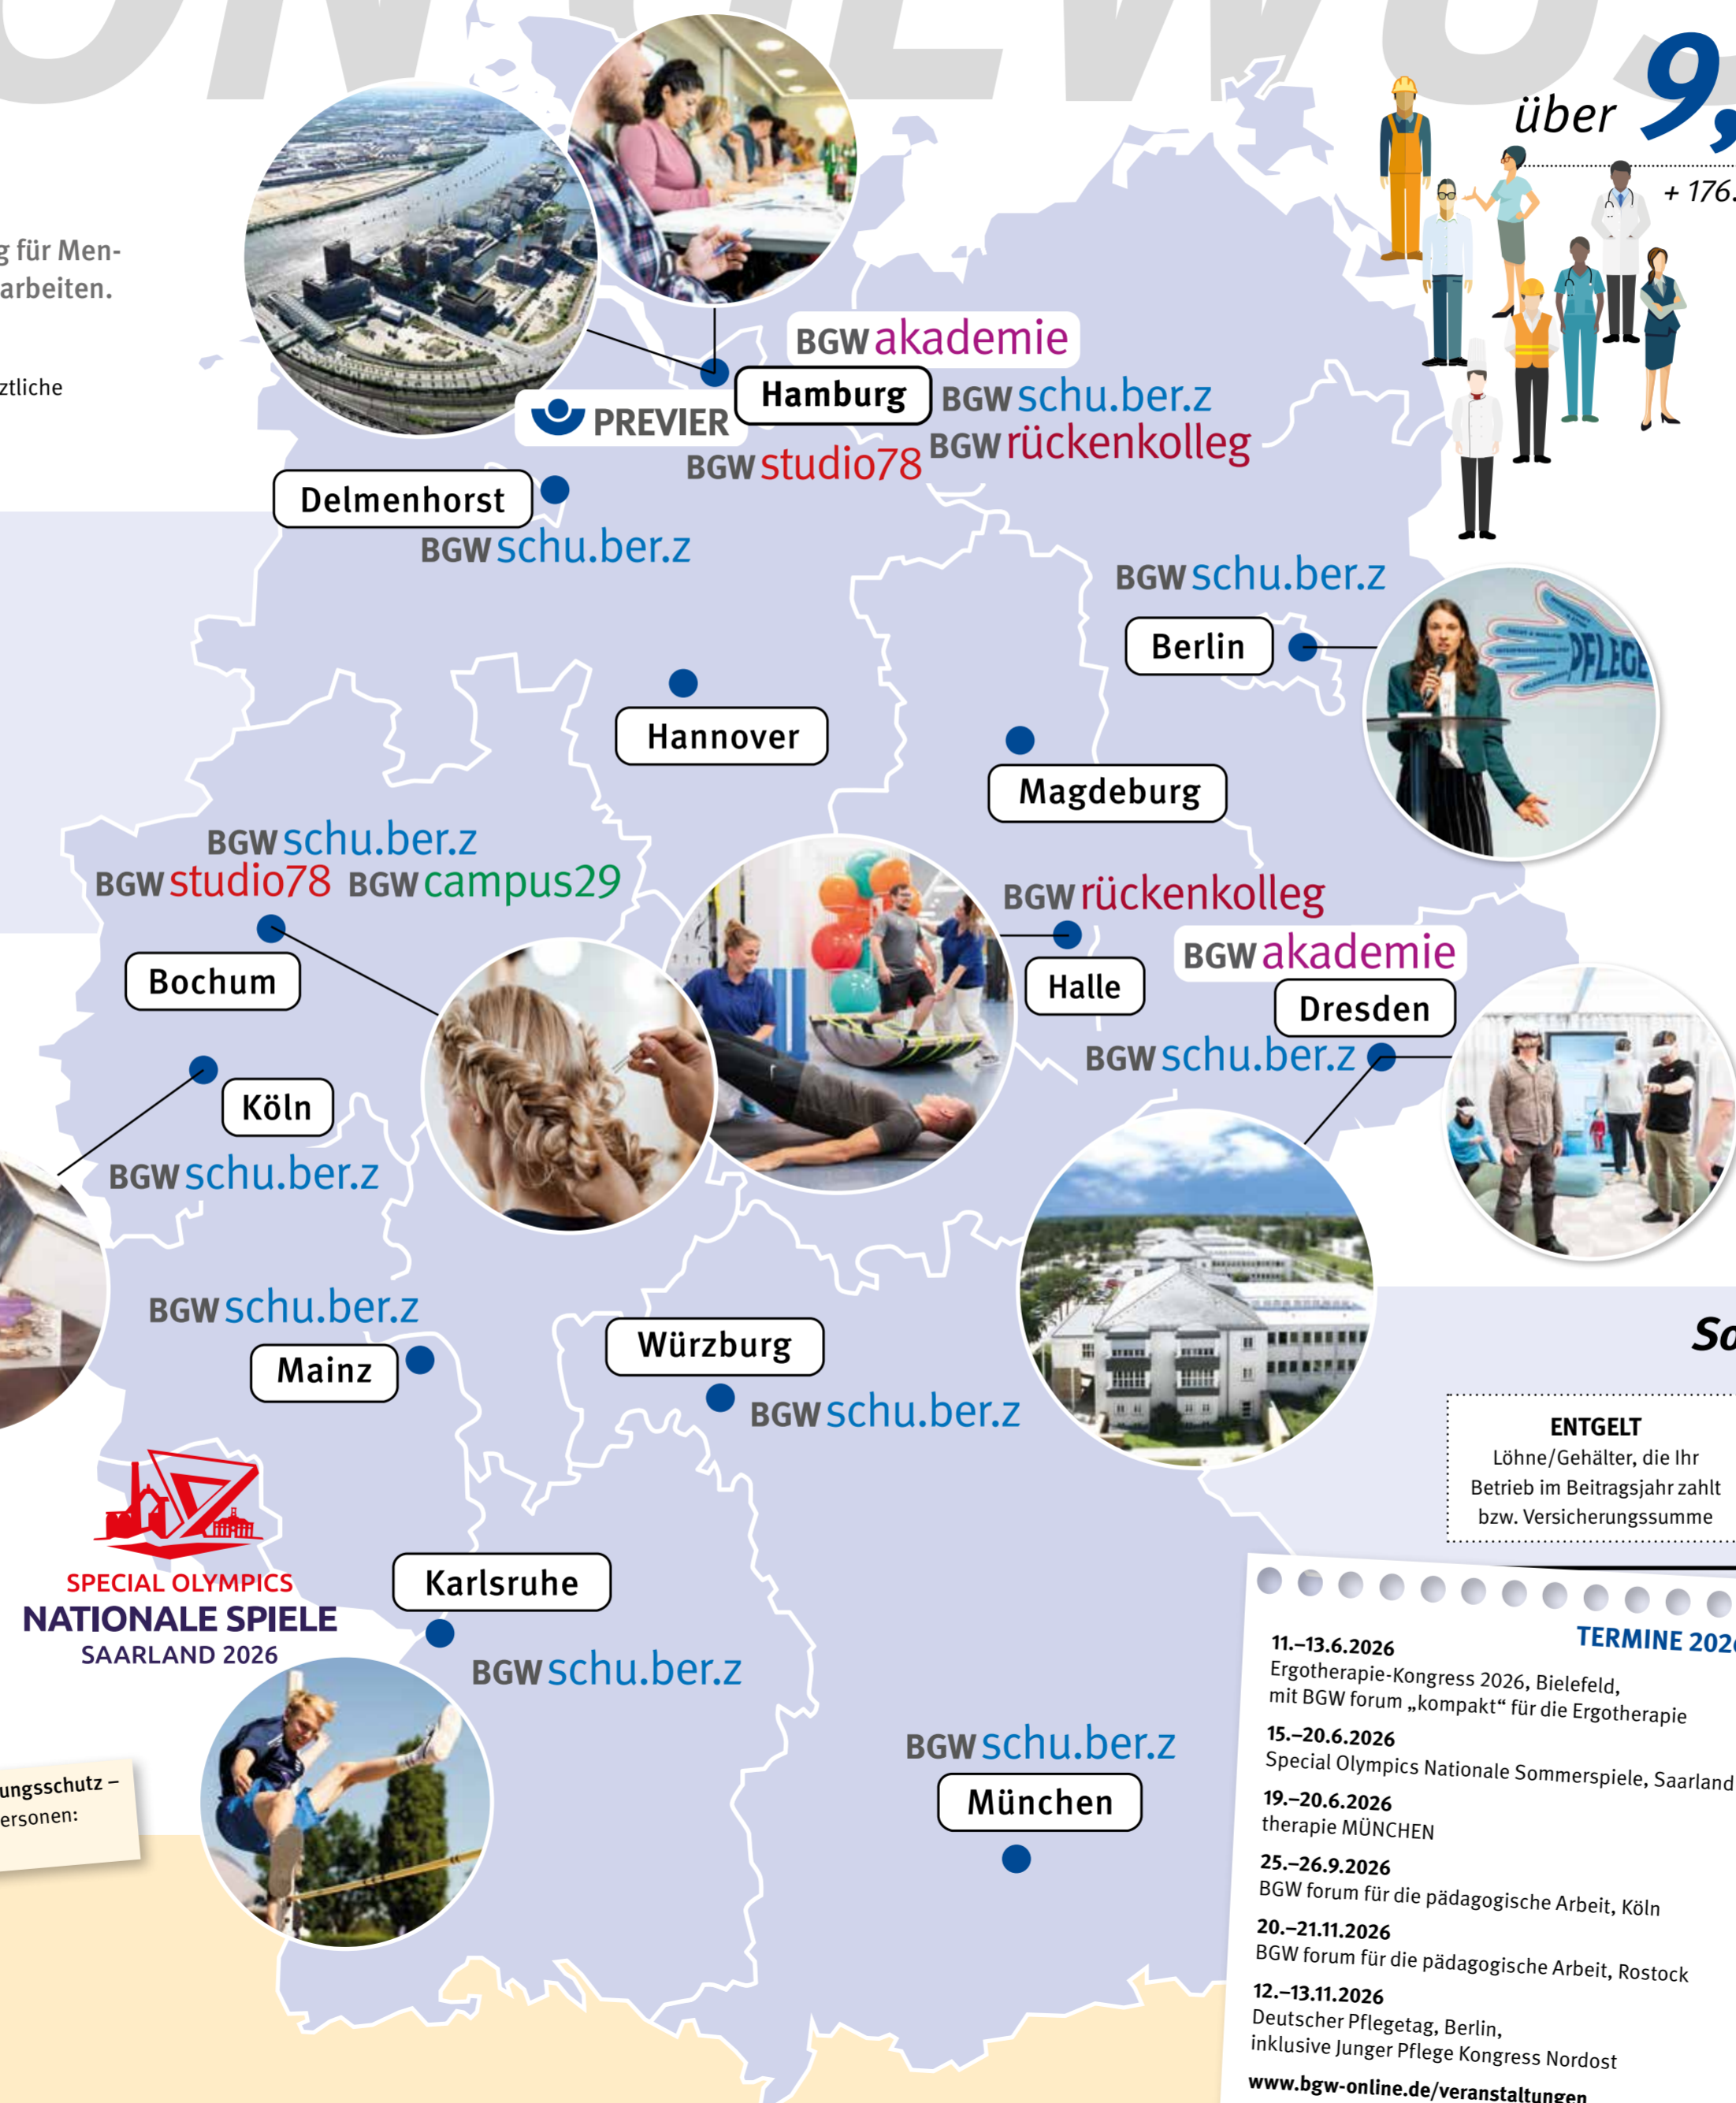 über 9,
+ 176.
g für Men-
arbeiten.
ztliche
BGW akademie
Hamburg
BGW schu.ber.z
PREVIER
BGW rückenkolleg
BGW studio78
Delmenhorst
BGW schu.ber.z
BGW schu.ber.z
Berlin
PFLEGE
Hannover
Magdeburg
BGW schu.ber.z
BGW studio78 BGW campus29
Bochum
BGW rückenkolleg
Halle
BGW akademie
Dresden
BGW schu.ber.z
Köln
BGW schu.ber.z
BGW schu.ber.z
Mainz
Würzburg
BGW schu.ber.z
So
ENTGELT
Löhne/Gehälter, die Ihr
Betrieb im Beitragsjahr zahlt
bzw. Versicherungssumme
SPECIAL OLYMPICS
NATIONALE SPIELE
SAARLAND 2026
Karlsruhe
BGW schu.ber.z
BGW schu.ber.z
München
ungsschutz –
ersonen:
TERMINE 2026
11.–13.6.2026
Ergotherapie-Kongress 2026, Bielefeld,
mit BGW forum „kompakt“ für die Ergotherapie
15.–20.6.2026
Special Olympics Nationale Sommerspiele, Saarland
19.–20.6.2026
therapie MÜNCHEN
25.–26.9.2026
BGW forum für die pädagogische Arbeit, Köln
20.–21.11.2026
BGW forum für die pädagogische Arbeit, Rostock
12.–13.11.2026
Deutscher Pflegetag, Berlin,
inklusive Junger Pflege Kongress Nordost
www.bgw-online.de/veranstaltungen